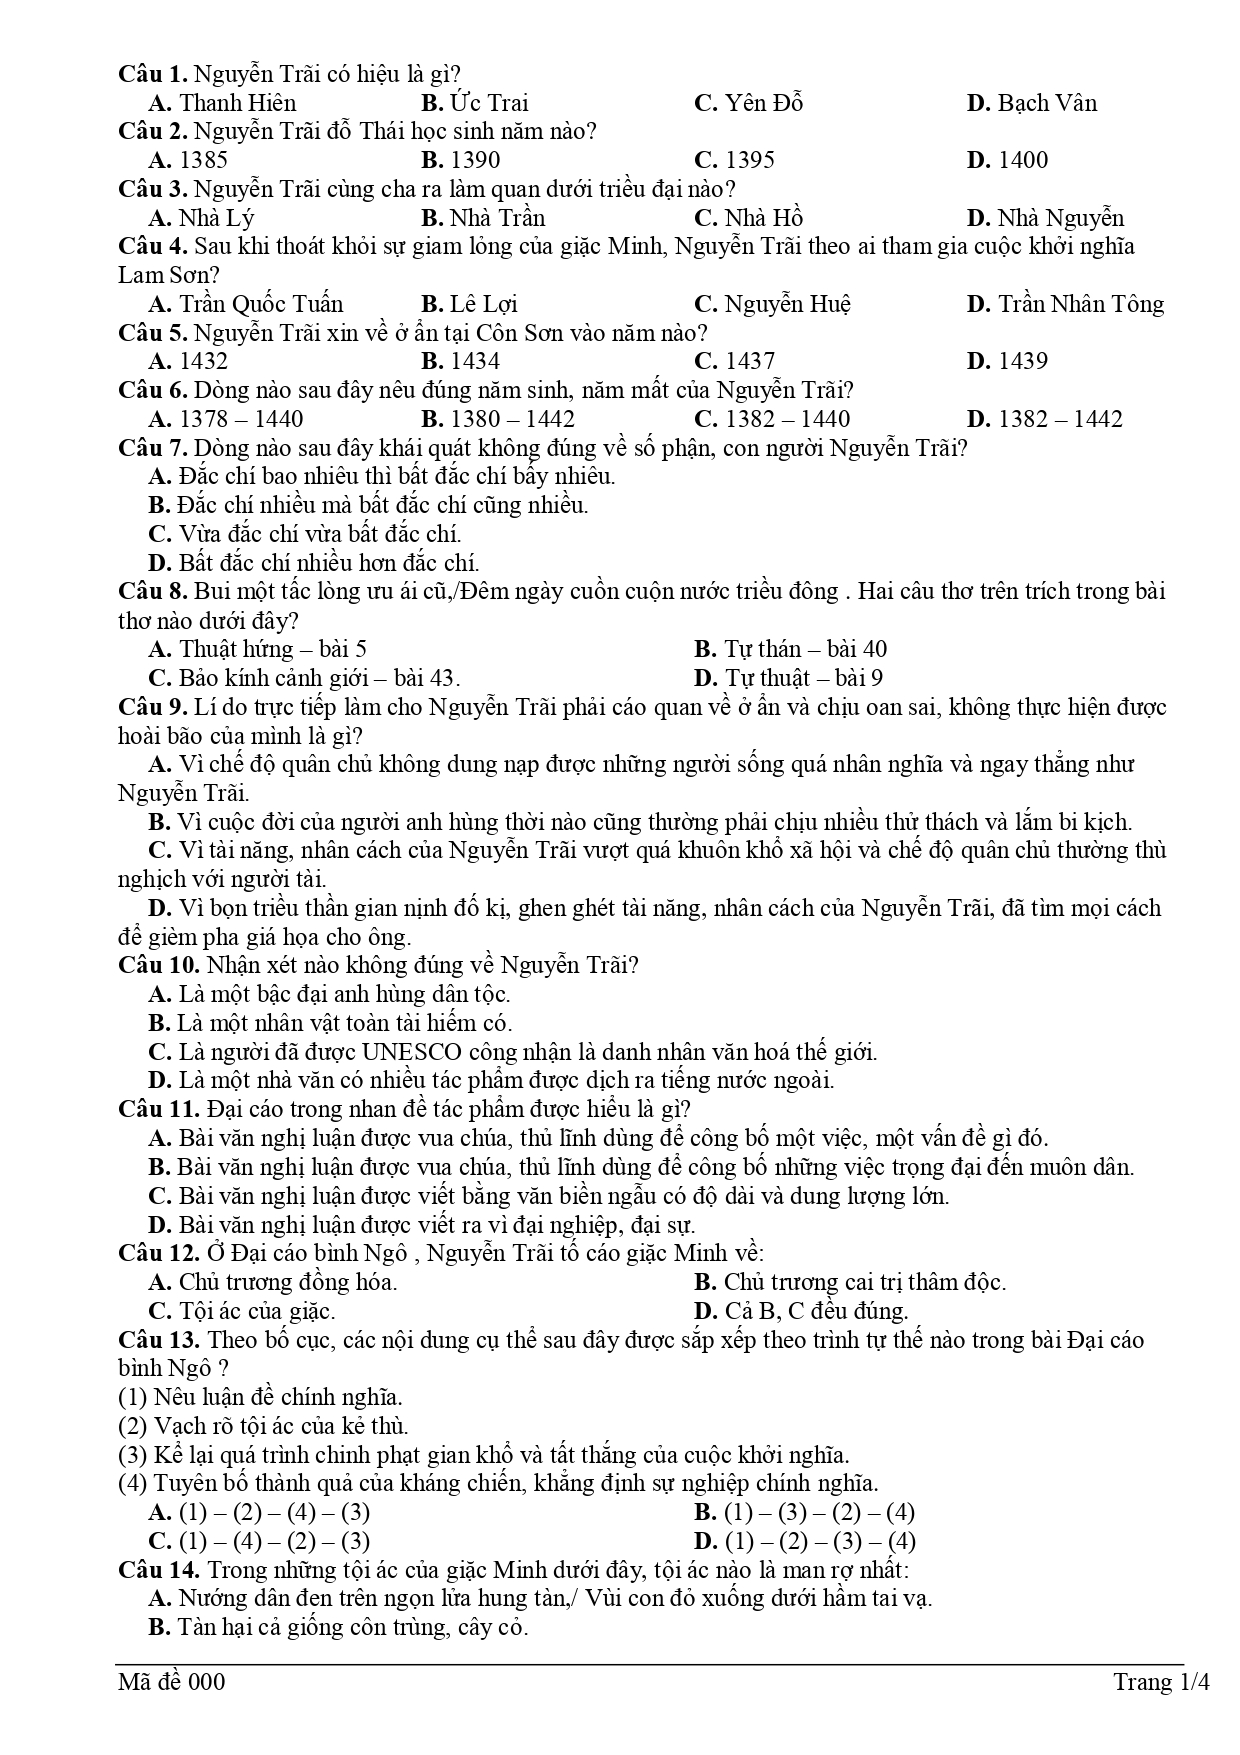 Câu 1. Nguyễn Trãi có hiệu là gì?
A. Thanh Hiên B. Ức Trai C. Yên Đỗ D. Bạch Vân
Câu 2. Nguyễn Trãi đỗ Thái học sinh năm nào?
A. 1385 B. 1390 C. 1395 D. 1400
Câu 3. Nguyễn Trãi cùng cha ra làm quan dưới triều đại nào?
A. Nhà Lý B. Nhà Trần C. Nhà Hồ D. Nhà Nguyễn
Câu 4. Sau khi thoát khỏi sự giam lỏng của giặc Minh, Nguyễn Trãi theo ai tham gia cuộc khởi nghĩa
Lam Sơn?
A. Trần Quốc Tuấn B. Lê Lợi C. Nguyễn Huệ D. Trần Nhân Tông
Câu 5. Nguyễn Trãi xin về ở ẩn tại Côn Sơn vào năm nào?
A. 1432 B. 1434 C. 1437 D. 1439
Câu 6. Dòng nào sau đây nêu đúng năm sinh, năm mất của Nguyễn Trãi?
A. 1378 – 1440 B. 1380 – 1442 C. 1382 – 1440 D. 1382 – 1442
Câu 7. Dòng nào sau đây khái quát không đúng về số phận, con người Nguyễn Trãi?
A. Đắc chí bao nhiêu thì bất đắc chí bấy nhiêu.
B. Đắc chí nhiều mà bất đắc chí cũng nhiều.
C. Vừa đắc chí vừa bất đắc chí.
D. Bất đắc chí nhiều hơn đắc chí.
Câu 8. Bui một tấc lòng ưu ái cũ,/Đêm ngày cuồn cuộn nước triều đông . Hai câu thơ trên trích trong bài
thơ nào dưới đây?
A. Thuật hứng – bài 5 B. Tự thán – bài 40
C. Bảo kính cảnh giới – bài 43. D. Tự thuật – bài 9
Câu 9. Lí do trực tiếp làm cho Nguyễn Trãi phải cáo quan về ở ẩn và chịu oan sai, không thực hiện được
hoài bão của mình là gì?
A. Vì chế độ quân chủ không dung nạp được những người sống quá nhân nghĩa và ngay thẳng như
Nguyễn Trãi.
B. Vì cuộc đời của người anh hùng thời nào cũng thường phải chịu nhiều thử thách và lắm bi kịch.
C. Vì tài năng, nhân cách của Nguyễn Trãi vượt quá khuôn khổ xã hội và chế độ quân chủ thường thù
nghịch với người tài.
D. Vì bọn triều thần gian nịnh đố kị, ghen ghét tài năng, nhân cách của Nguyễn Trãi, đã tìm mọi cách
để gièm pha giá họa cho ông.
Câu 10. Nhận xét nào không đúng về Nguyễn Trãi?
A. Là một bậc đại anh hùng dân tộc.
B. Là một nhân vật toàn tài hiếm có.
C. Là người đã được UNESCO công nhận là danh nhân văn hoá thế giới.
D. Là một nhà văn có nhiều tác phẩm được dịch ra tiếng nước ngoài.
Câu 11. Đại cáo trong nhan đề tác phẩm được hiểu là gì?
A. Bài văn nghị luận được vua chúa, thủ lĩnh dùng để công bố một việc, một vấn đề gì đó.
B. Bài văn nghị luận được vua chúa, thủ lĩnh dùng để công bố những việc trọng đại đến muôn dân.
C. Bài văn nghị luận được viết bằng văn biền ngẫu có độ dài và dung lượng lớn.
D. Bài văn nghị luận được viết ra vì đại nghiệp, đại sự.
Câu 12. Ở Đại cáo bình Ngô , Nguyễn Trãi tố cáo giặc Minh về:
A. Chủ trương đồng hóa. B. Chủ trương cai trị thâm độc.
C. Tội ác của giặc. D. Cả B, C đều đúng.
Câu 13. Theo bố cục, các nội dung cụ thể sau đây được sắp xếp theo trình tự thế nào trong bài Đại cáo
bình Ngô ?
(1) Nêu luận đề chính nghĩa.
(2) Vạch rõ tội ác của kẻ thù.
(3) Kể lại quá trình chinh phạt gian khổ và tất thắng của cuộc khởi nghĩa.
(4) Tuyên bố thành quả của kháng chiến, khẳng định sự nghiệp chính nghĩa.
A. (1) – (2) – (4) – (3) B. (1) – (3) – (2) – (4)
C. (1) – (4) – (2) – (3) D. (1) – (2) – (3) – (4)
Câu 14. Trong những tội ác của giặc Minh dưới đây, tội ác nào là man rợ nhất:
A. Nướng dân đen trên ngọn lửa hung tàn,/ Vùi con đỏ xuống dưới hầm tai vạ.
B. Tàn hại cả giống côn trùng, cây cỏ.
Mã đề 000 Trang 1/4